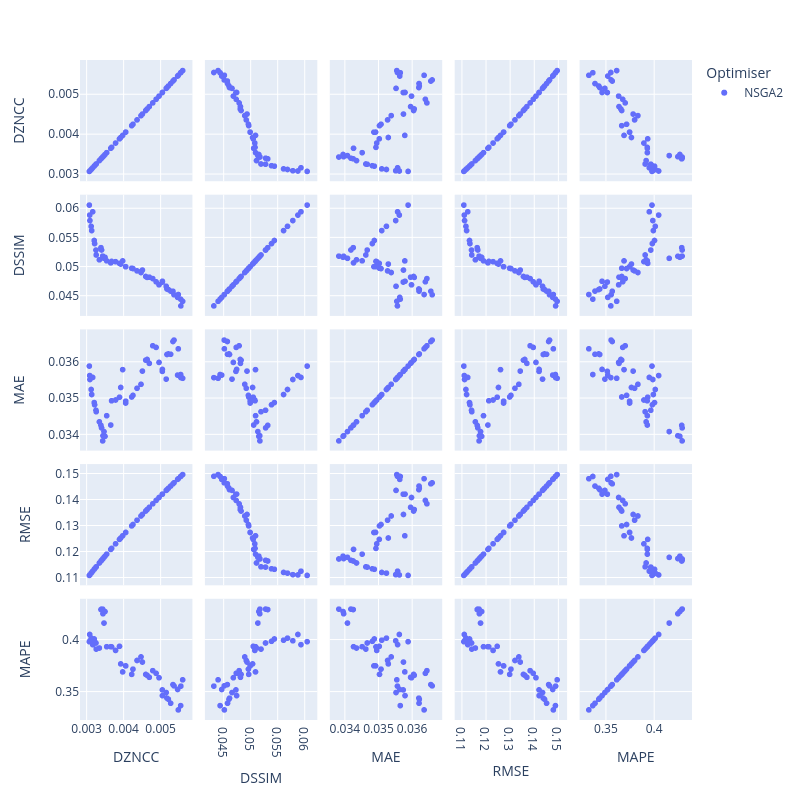 Optimiser
NSGA2
DZNCC
0.005
0.004
0.003
DSSIM
0.06
0.055
0.05
0.045
MAE
0.036
0.035
0.034
RMSE
0.15
0.14
0.13
0.12
0.11
MAPE
0.4
0.35
0.003 0.004 0.005
0.045 0.05 0.055 0.06
0.034 0.035 0.036
0.11 0.12 0.13 0.14 0.15
0.35 0.4
DZNCC
DSSIM
MAE
RMSE
MAPE